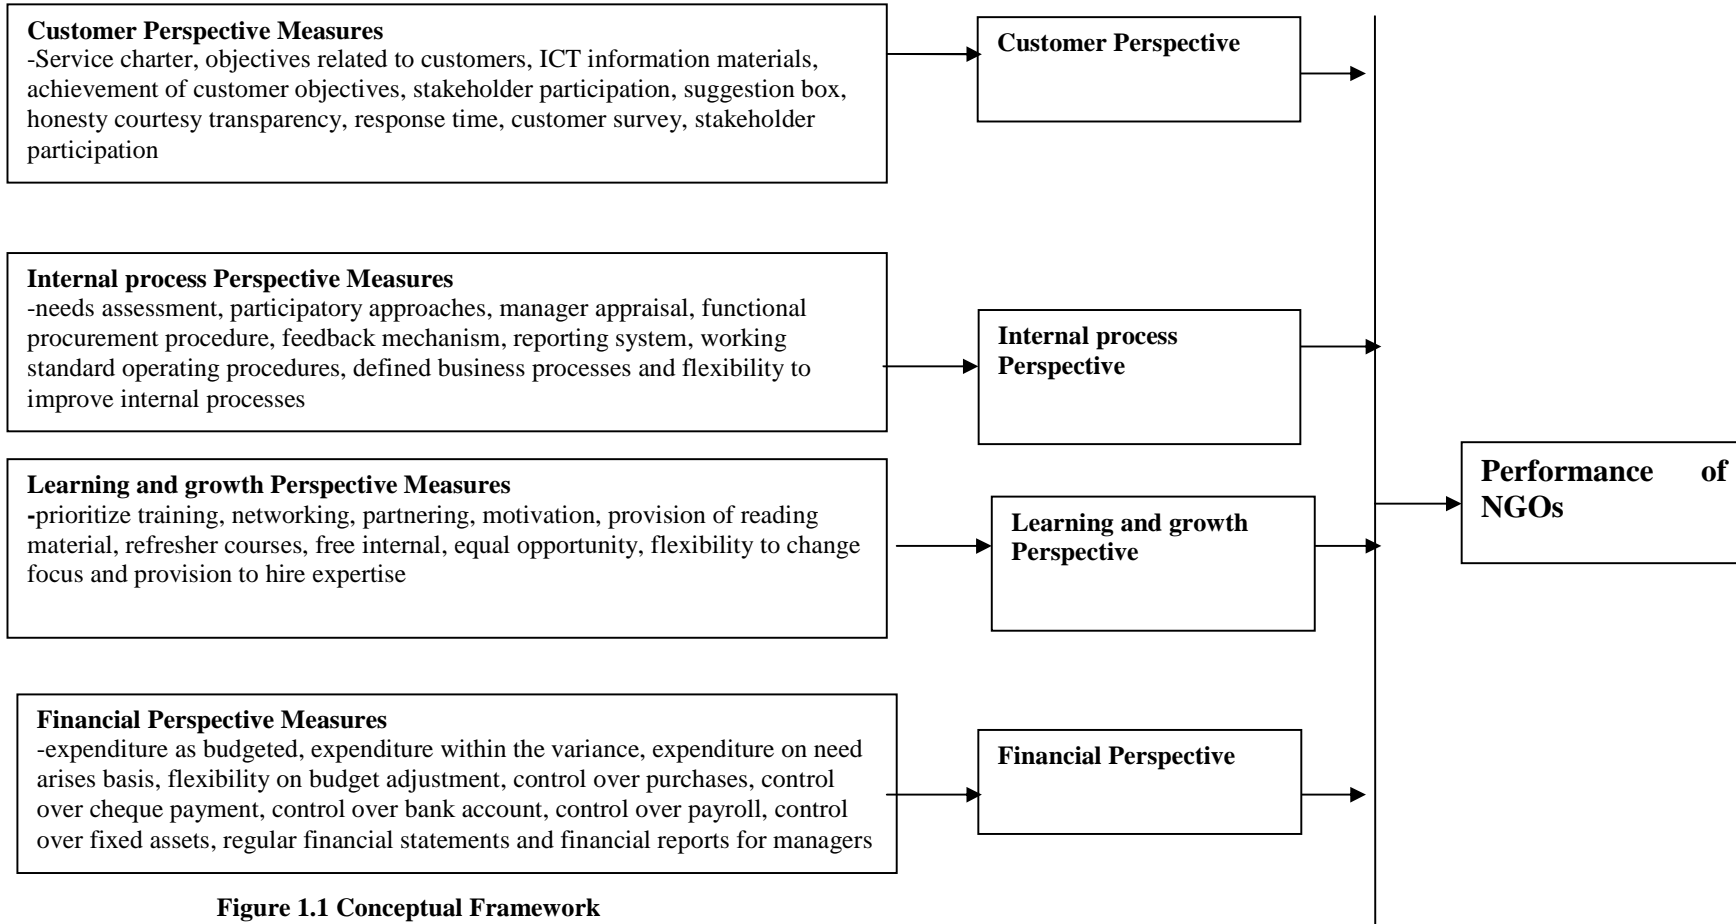 Customer Perspective Measures
-Service charter, objectives related to customers, ICT information materials,
achievement of customer objectives, stakeholder participation, suggestion box,
honesty courtesy transparency, response time, customer survey, stakeholder
participation
Customer Perspective
Internal process Perspective Measures
-needs assessment, participatory approaches, manager appraisal, functional
procurement procedure, feedback mechanism, reporting system, working
standard operating procedures, defined business processes and flexibility to
improve internal processes
Internal process
Perspective
Learning and growth Perspective Measures
-prioritize training, networking, partnering, motivation, provision of reading
material, refresher courses, free internal, equal opportunity, flexibility to change
focus and provision to hire expertise
Learning and growth
Perspective
Financial Perspective Measures
-expenditure as budgeted, expenditure within the variance, expenditure on need
arises basis, flexibility on budget adjustment, control over purchases, control
over cheque payment, control over bank account, control over payroll, control
over fixed assets, regular financial statements and financial reports for managers
Financial Perspective
Performance of
NGOs
Figure 1.1 Conceptual Framework